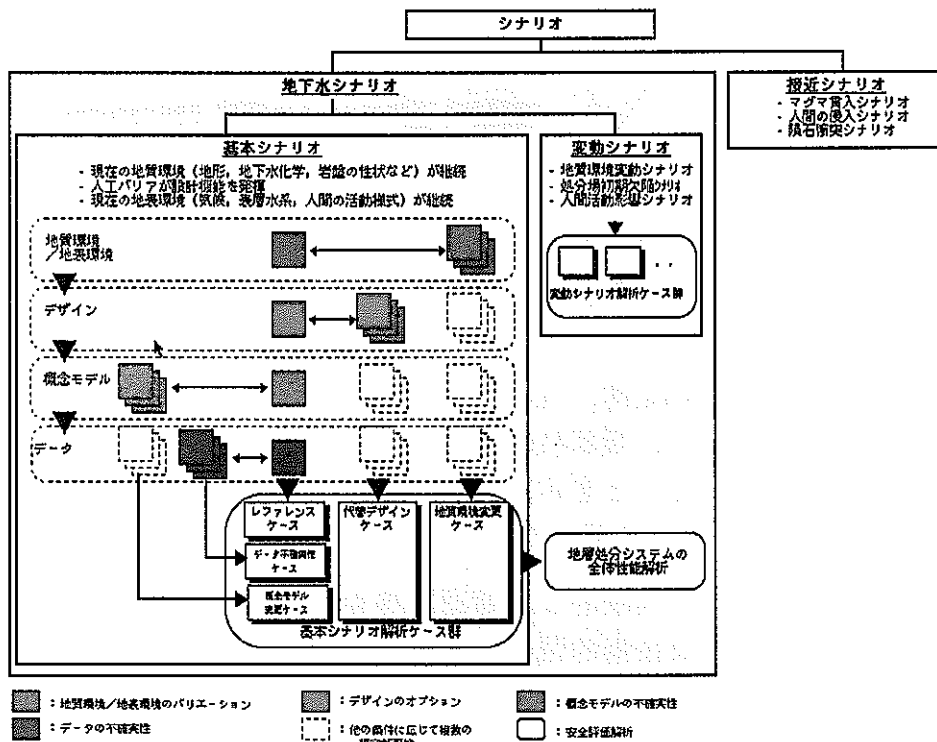 シナリオ
地下水シナリオ
接近シナリオ
- マグマ貫入シナリオ
- 人間の侵入シナリオ
- 隕石衝突シナリオ
基本シナリオ
- 現在の地質環境（地形，地下水化学，岩盤の性状など）が継続
- 人工バリアが設計機能を発揮
- 現在の地表環境（気候，表層水系，人間の活動様式）が継続
変動シナリオ
- 地質環境変動シナリオ
- 処分場初期欠陥シナリオ
- 人間活動影響シナリオ
・・
変動シナリオ解析ケース群
地質環境
／地表環境
デザイン
概念モデル
データ
レファレンス
ケース
データ不確実性
ケース
概念モデル
変更ケース
代替デザイン
ケース
地質環境変更
ケース
基本シナリオ解析ケース群
地層処分システムの
全体性能解析
：地質環境／地表環境のバリエーション
：デザインのオプション
：概念モデルの不確実性
：データの不確実性
：他の条件に応じて複数の
：安全評価解析